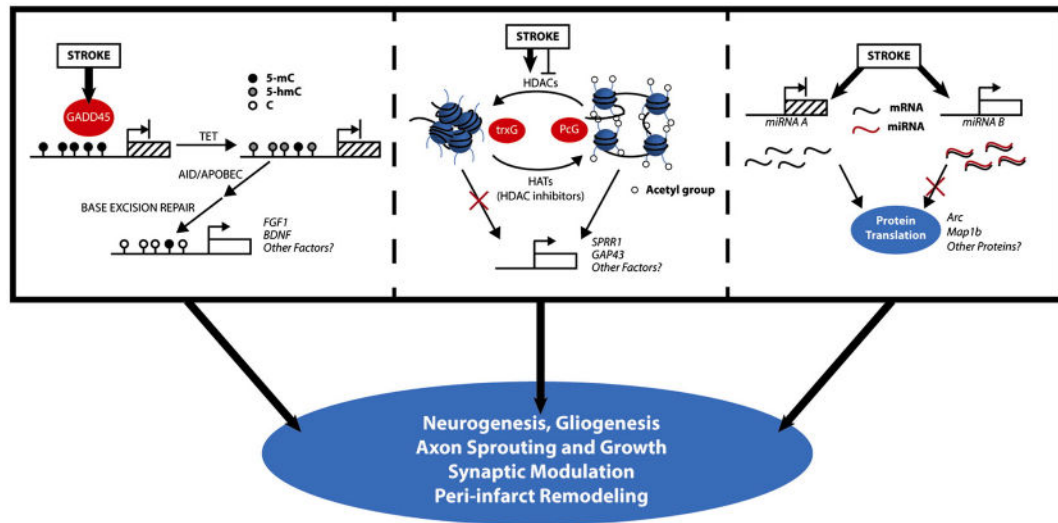 STROKE
GADD45
5-mC
5-hmC
C
TET
AID/APOBEC
BASE EXCISION REPAIR
FGF1
BDNF
Other Factors?
STROKE
HDACs
trxG
PcG
HATs
(HDAC inhibitors)
Acetyl group
SPRR1
GAP43
Other Factors?
STROKE
miRNA A
mRNA
miRNA
miRNA B
Protein
Translation
Arc
Map1b
Other Proteins?
Neurogenesis, Gliogenesis
Axon Sprouting and Growth
Synaptic Modulation
Peri-infarct Remodeling